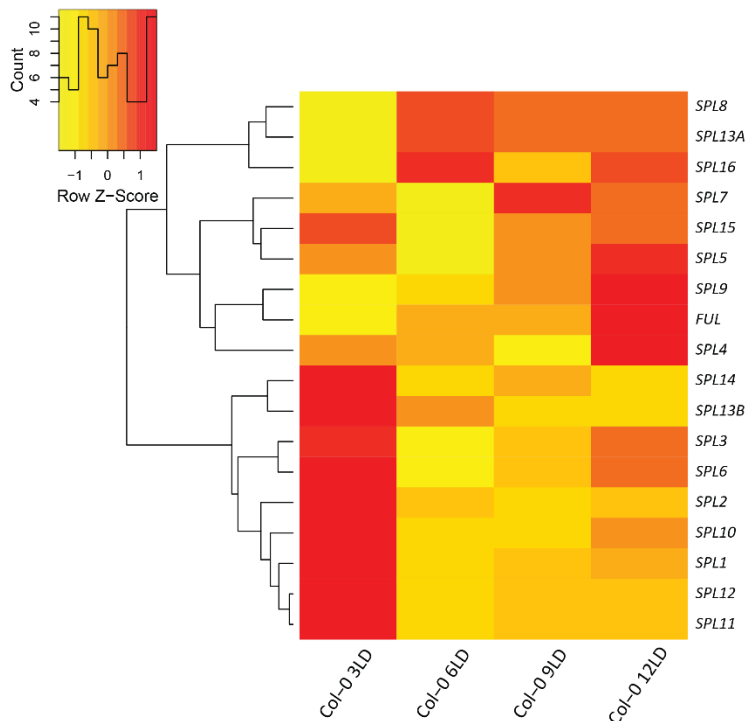 Count
10
8
6
4
−1 0 1
Row Z−Score
SPL8
SPL13A
SPL16
SPL7
SPL15
SPL5
SPL9
FUL
SPL4
SPL14
SPL13B
SPL3
SPL6
SPL2
SPL10
SPL1
SPL12
SPL11
Col−0 3LD
Col−0 6LD
Col−0 9LD
Col−0 12LD